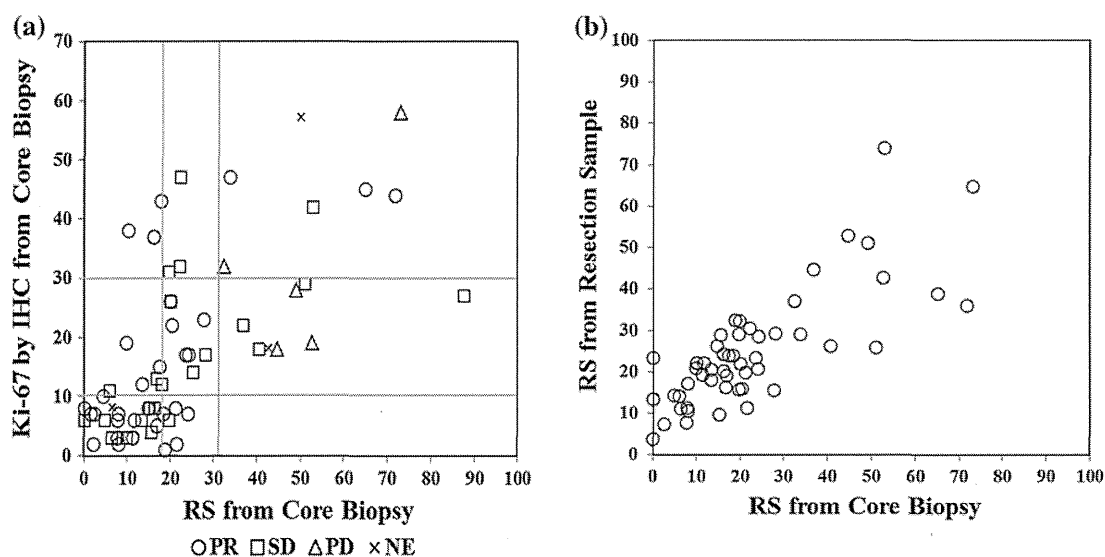 (a)
Ki-67 by IHC from Core Biopsy
70
60
50
40
30
20
10
0
0 10 20 30 40 50 60 70 80 90 100
RS from Core Biopsy
○PR □SD △PD ×NE
(b)
RS from Resection Sample
100
90
80
70
60
50
40
30
20
10
0
0 10 20 30 40 50 60 70 80 90 100
RS from Core Biopsy